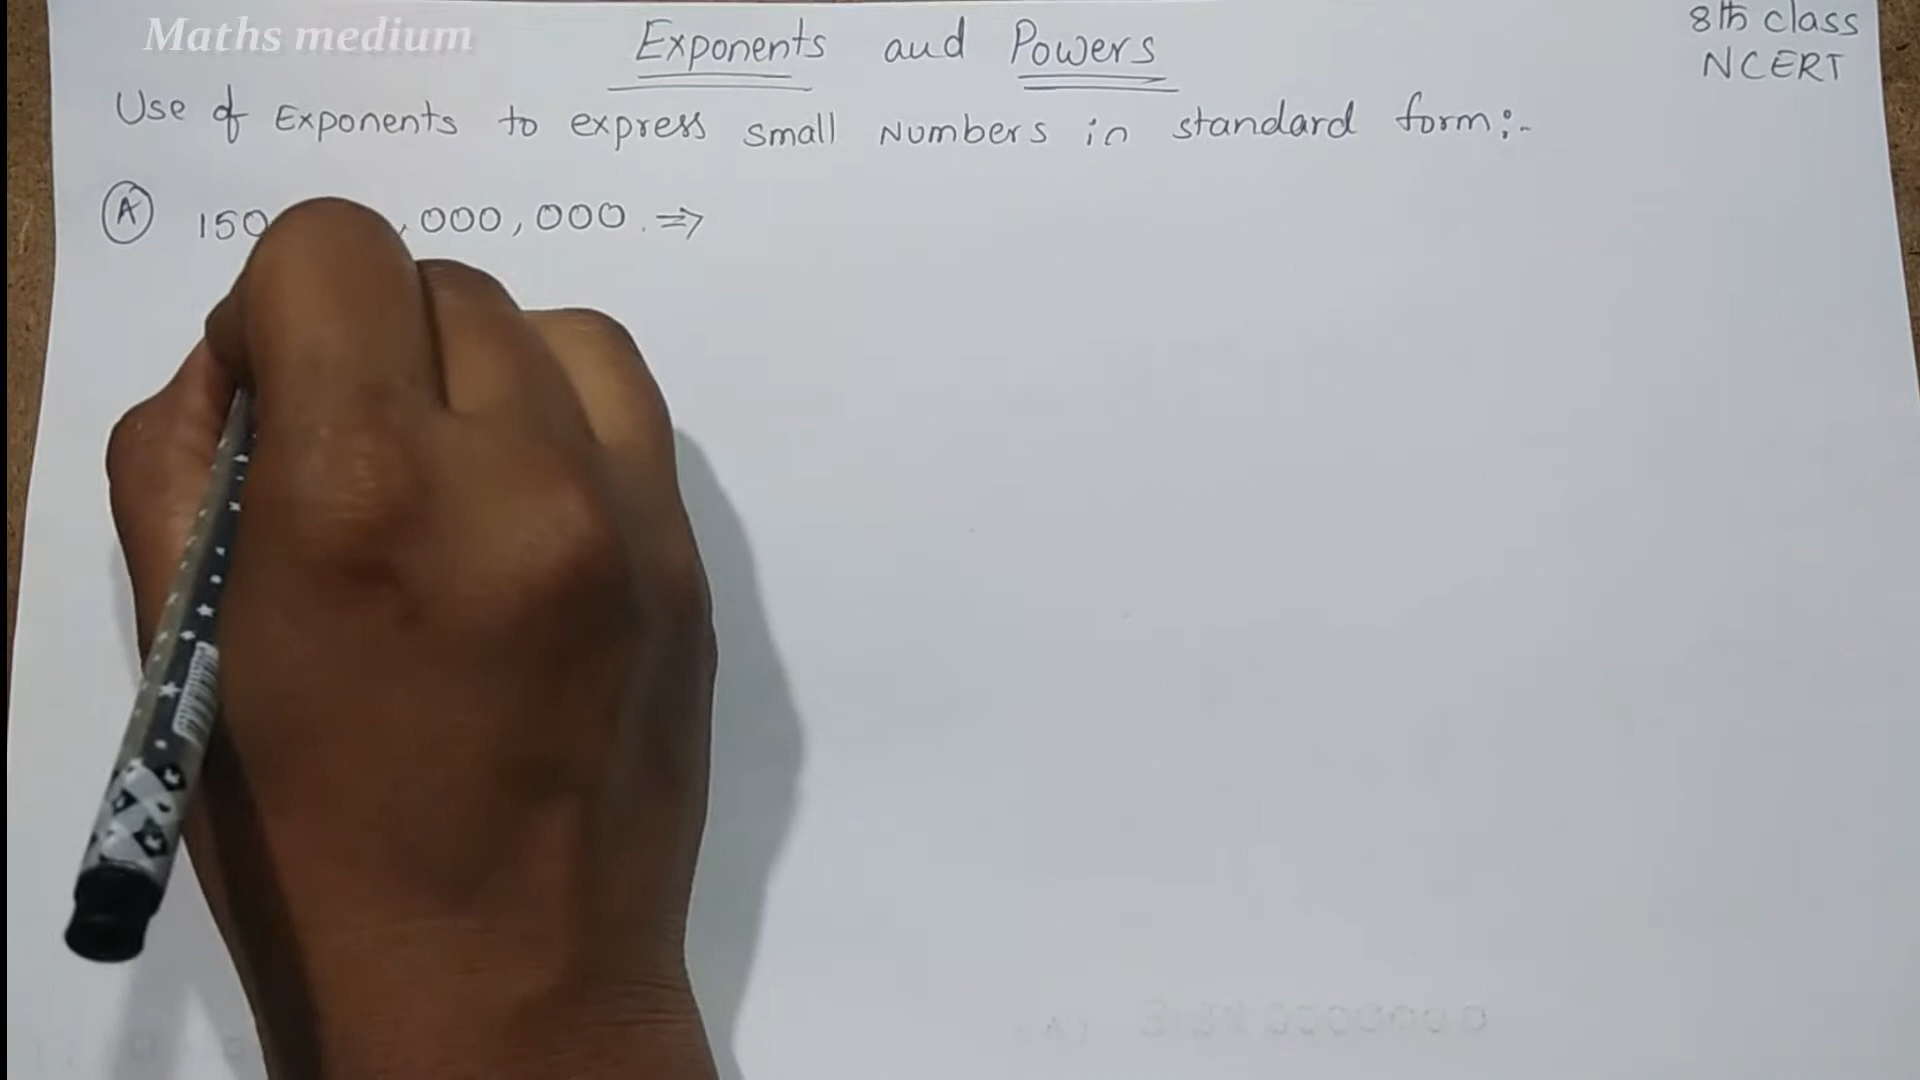 Maths medium
Exponents and Powers
8th class
NCERT
Use of Exponents to express small Numbers in standard form:-
A 150 ,000,000. ⇒